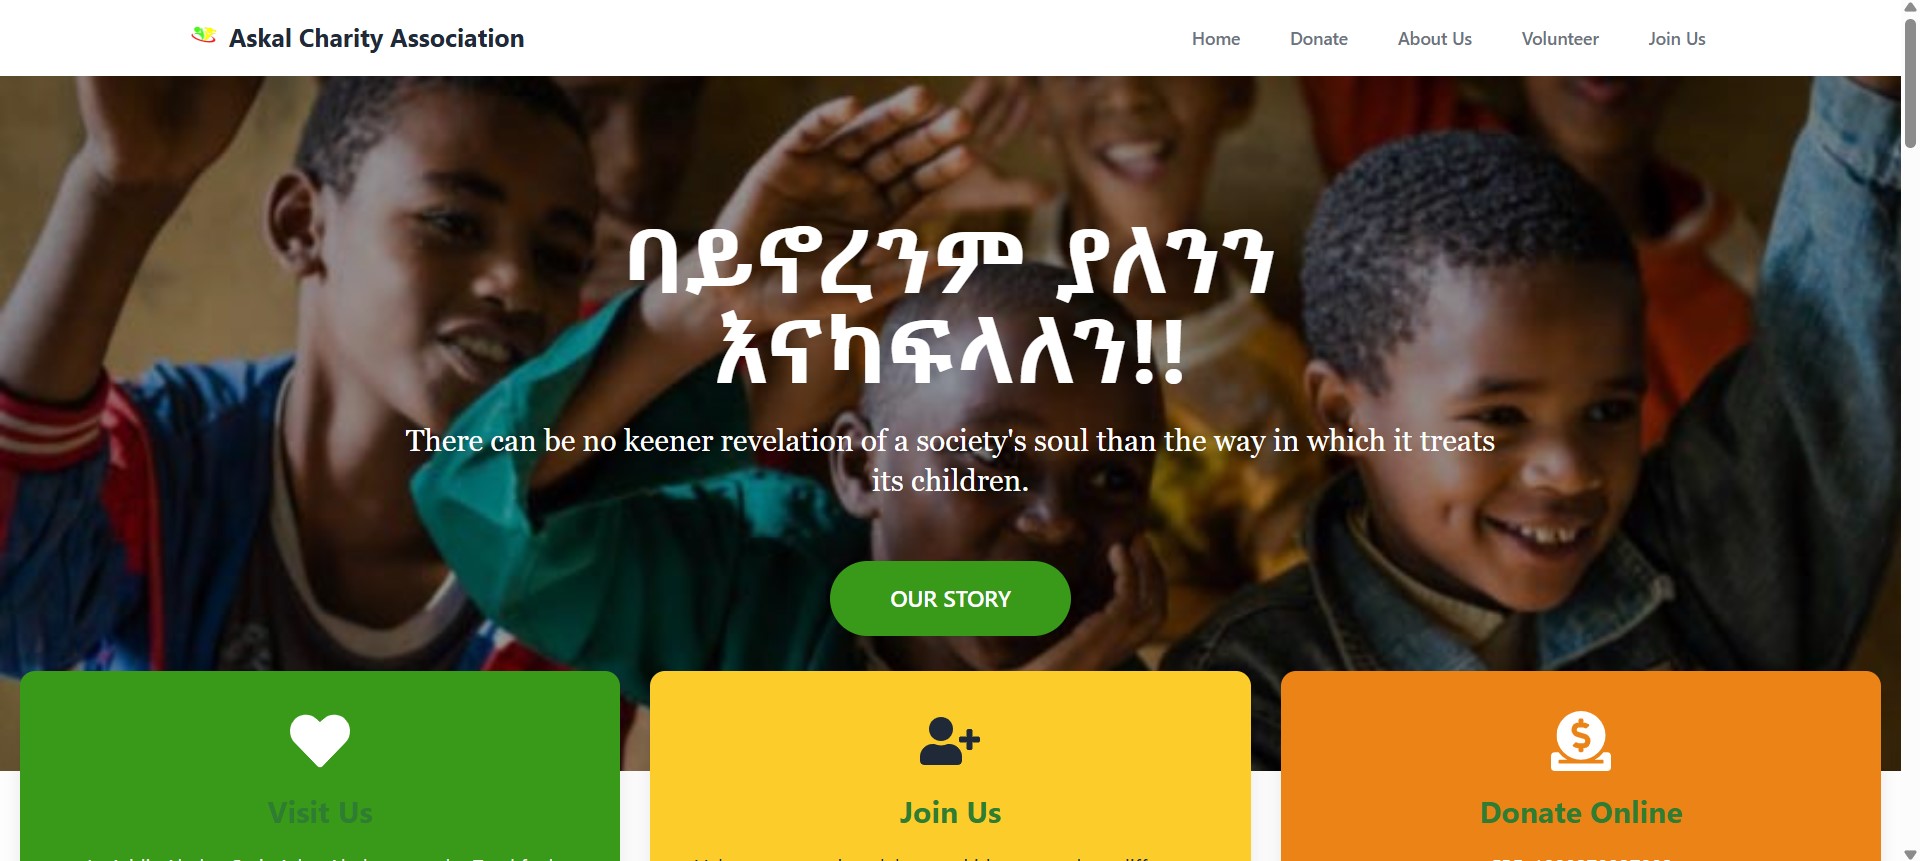 Askal Charity Association
Home
Donate
About Us
Volunteer
Join Us
በይኖረንም ያለንን
እናካፍላለን!!
There can be no keener revelation of a society's soul than the way in which it treats
its children.
OUR STORY
Visit Us
Join Us
Donate Online